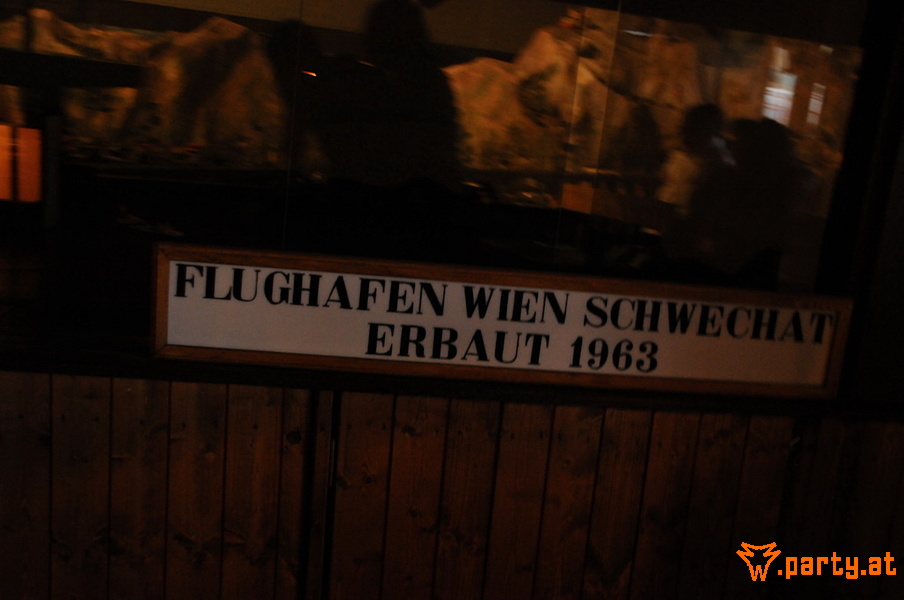 FLUGHAFEN WIEN SCHWECHAT
ERBAUT 1963
.party.at